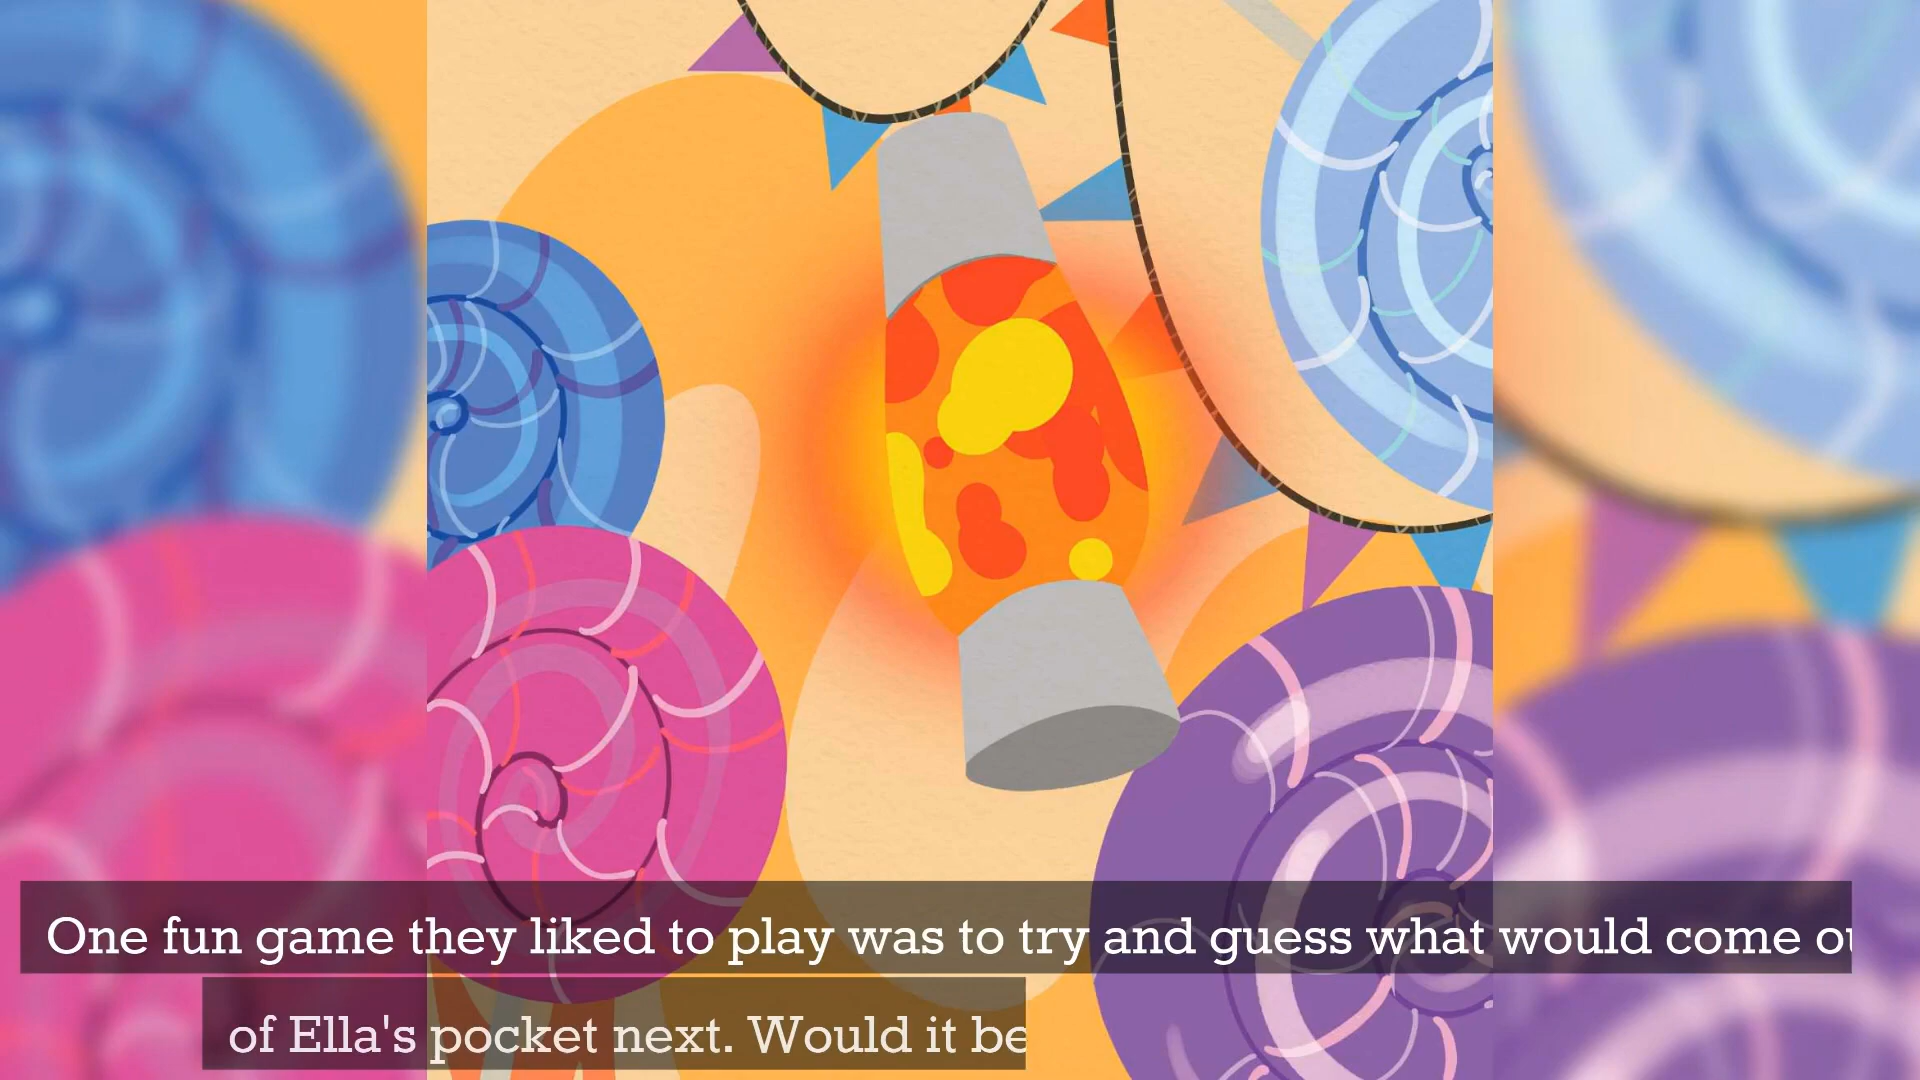 One fun game they liked to play was to try and guess what would come ou
of Ella's pocket next. Would it be